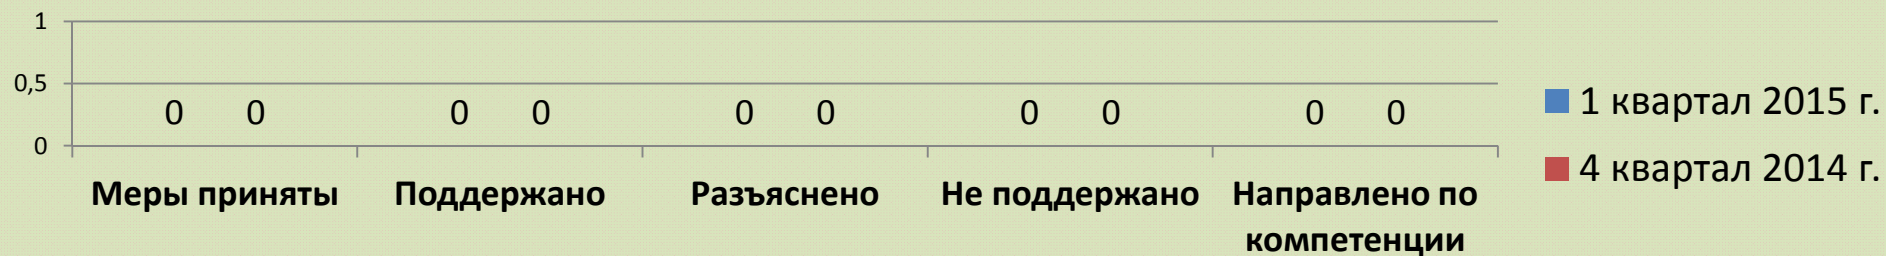 1
0,5
0
0 0 0 0 0 0 0 0 0 0
Меры приняты Поддержано Разъяснено Не поддержано Направлено по
компетенции
1 квартал 2015 г.
4 квартал 2014 г.